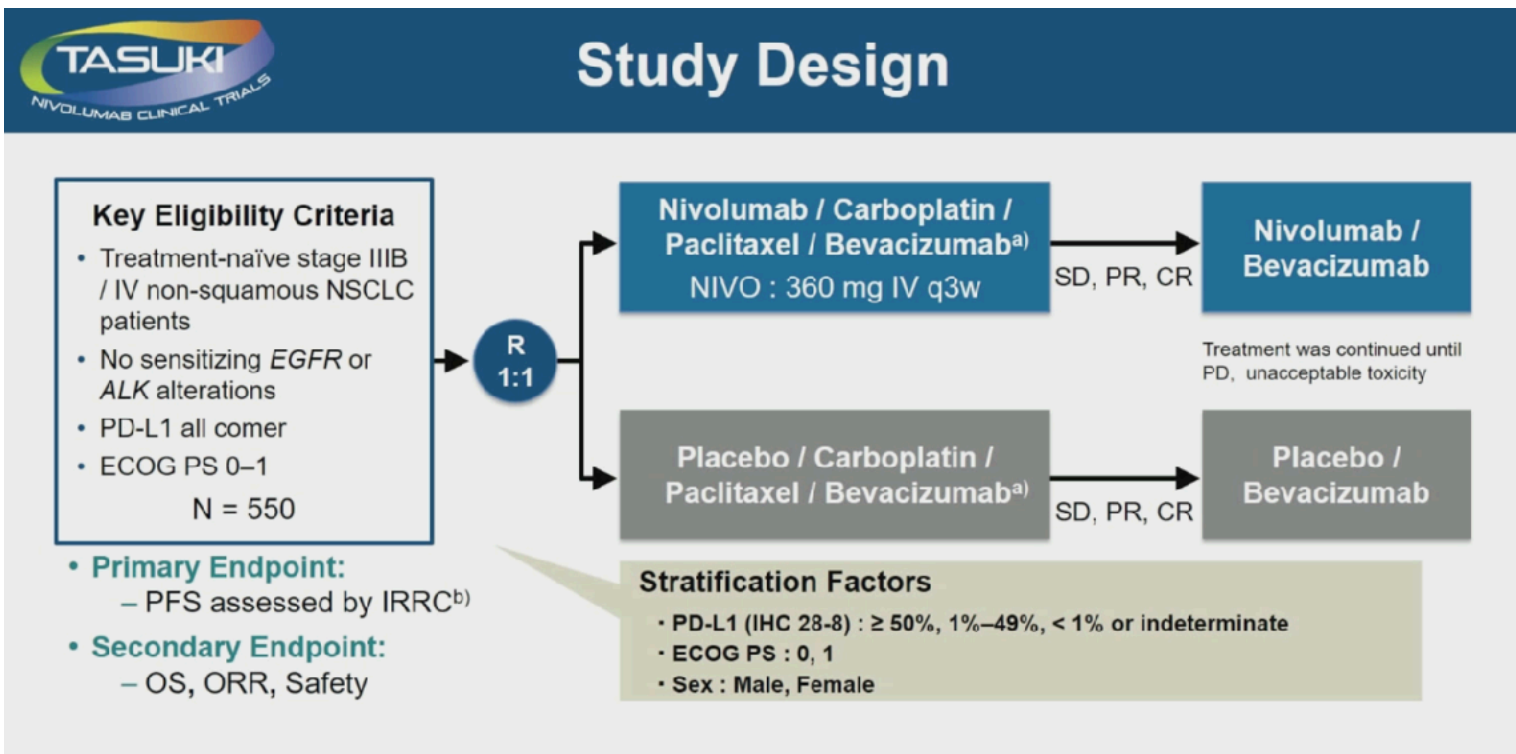 TASUKI
NIVOLUMAB CLINICAL TRIALS
Study Design
Key Eligibility Criteria
• Treatment-naïve stage IIIB
/ IV non-squamous NSCLC
patients
• No sensitizing EGFR or
ALK alterations
• PD-L1 all comer
• ECOG PS 0–1
N = 550
R
1:1
Nivolumab / Carboplatin /
Paclitaxel / Bevacizumabᵃ⁾
NIVO : 360 mg IV q3w
SD, PR, CR
Nivolumab /
Bevacizumab
Treatment was continued until
PD, unacceptable toxicity
Placebo / Carboplatin /
Paclitaxel / Bevacizumabᵃ⁾
SD, PR, CR
Placebo /
Bevacizumab
• Primary Endpoint:
– PFS assessed by IRRCᵇ⁾
• Secondary Endpoint:
– OS, ORR, Safety
Stratification Factors
・PD-L1 (IHC 28-8) : ≥ 50%, 1%–49%, < 1% or indeterminate
・ECOG PS : 0, 1
・Sex : Male, Female